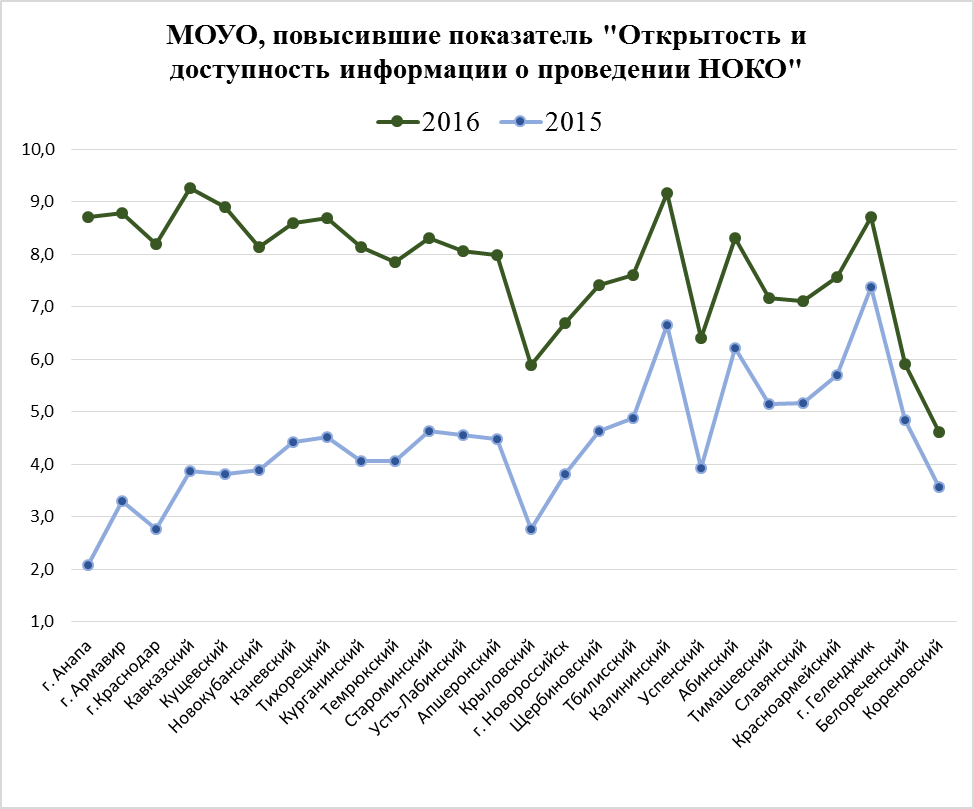 МОУО, повысившие показатель "Открытость и
доступность информации о проведении НОКО"
2016 2015
10,0
9,0
8,0
7,0
6,0
5,0
4,0
3,0
2,0
1,0
г. Анапа
г. Армавир
г.Краснодар
Кавказский
Кущевский
Новокубанский
Каневский
Тихорецкий
Курганинский
Темрюкский
Староминский
Усть-Лабинский
Апшеронский
Крыловский
г. Новороссийск
Щербиновский
Тбилисский
Калининский
Успенский
Абинский
Тимашевский
Славянский
Красноармейский
г. Геленджик
Белореченский
Кореновский